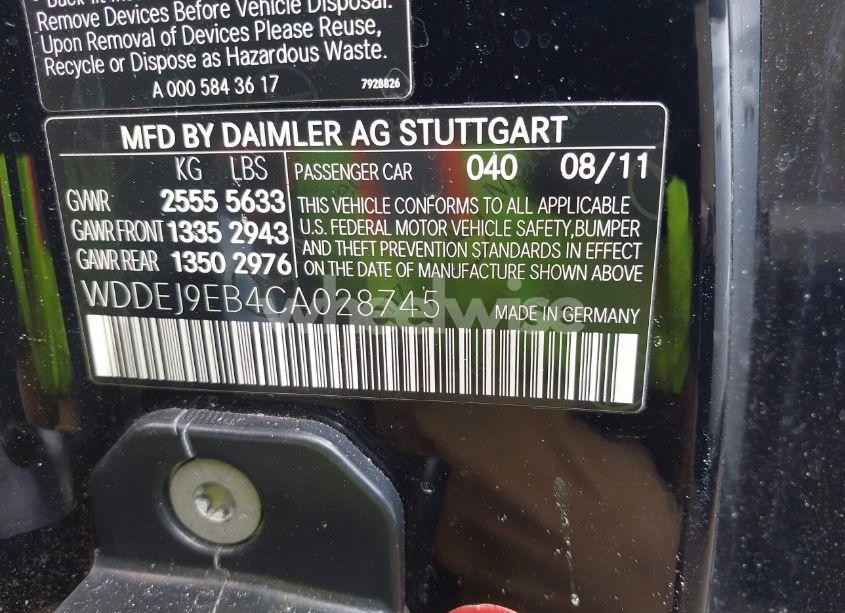 Remove Devices Before Vehicle Disposal.
Upon Removal of Devices Please Reuse,
Recycle or Dispose as Hazardous Waste.
A 000 584 36 17 7928826
MFD BY DAIMLER AG STUTTGART
KG LBS PASSENGER CAR 040 08/11
GVWR 2555 5633
GAWR FRONT 1335 2943
GAWR REAR 1350 2976
THIS VEHICLE CONFORMS TO ALL APPLICABLE
U.S. FEDERAL MOTOR VEHICLE SAFETY,BUMPER
AND THEFT PREVENTION STANDARDS IN EFFECT
ON THE DATE OF MANUFACTURE SHOWN ABOVE
WDDEJ9EB4CA028745 MADE IN GERMANY
wheelwise